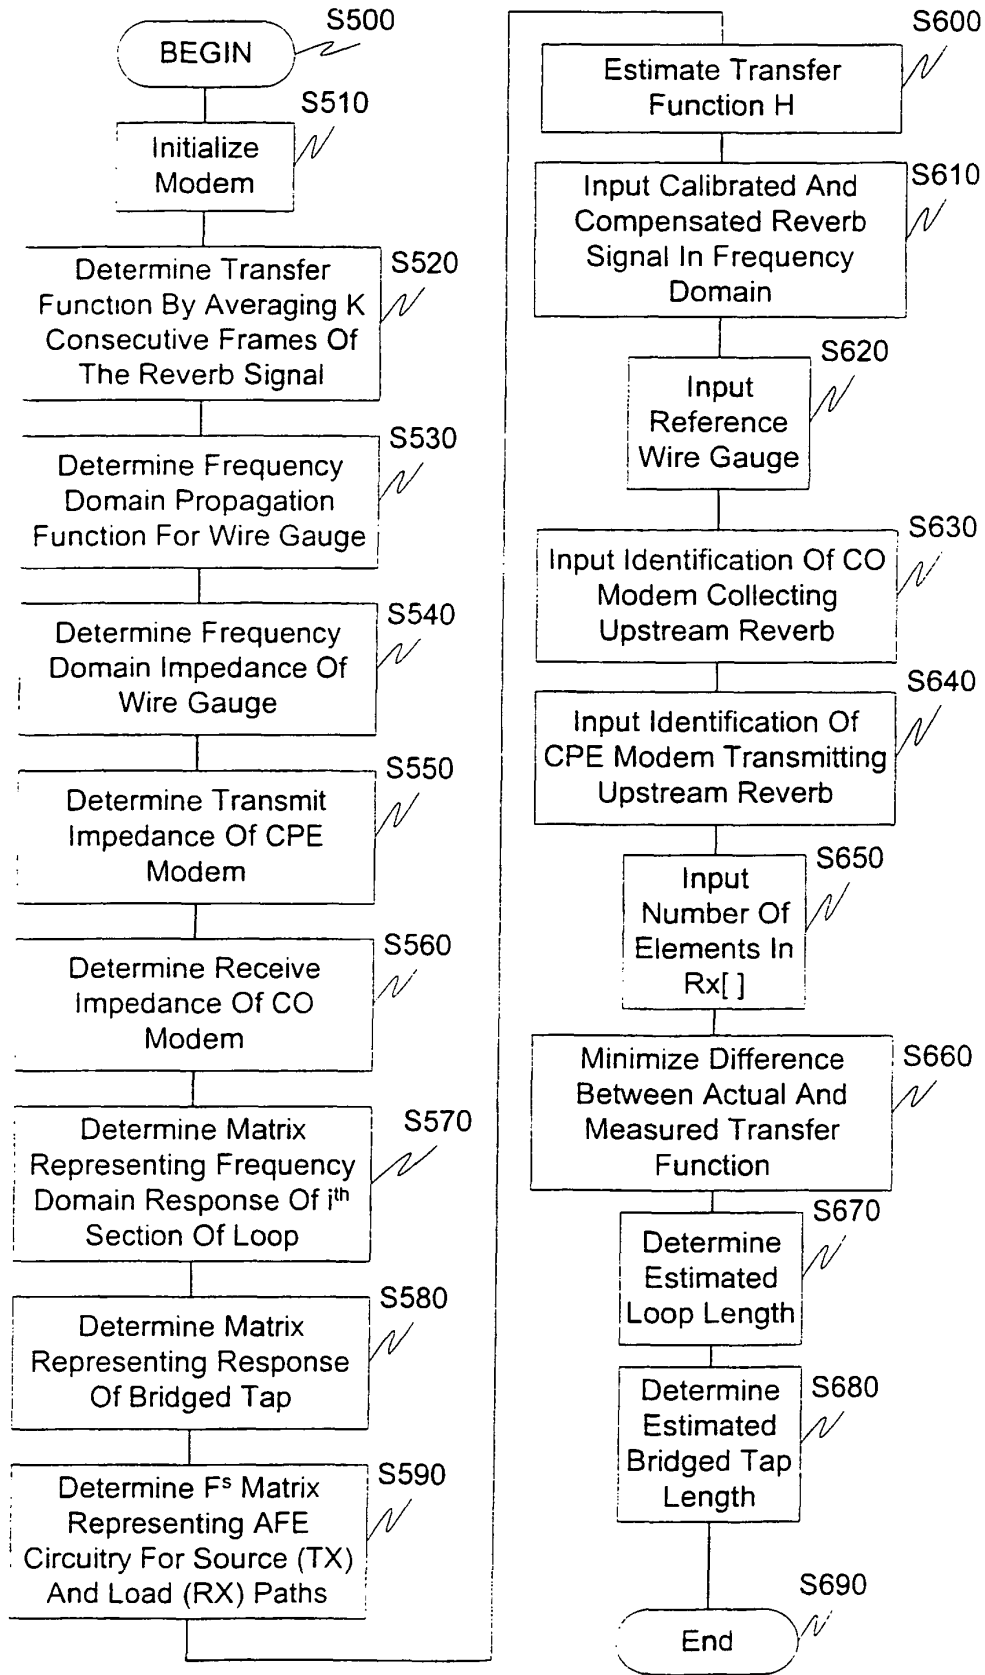 S500
BEGIN
S510
Initialize
Modem
S520
Determine Transfer
Function By Averaging K
Consecutive Frames Of
The Reverb Signal
S530
Determine Frequency
Domain Propagation
Function For Wire Gauge
S540
Determine Frequency
Domain Impedance Of
Wire Gauge
S550
Determine Transmit
Impedance Of CPE
Modem
S560
Determine Receive
Impedance Of CO
Modem
S570
Determine Matrix
Representing Frequency
Domain Response Of iᵗʰ
Section Of Loop
S580
Determine Matrix
Representing Response
Of Bridged Tap
S590
Determine Fˢ Matrix
Representing AFE
Circuitry For Source (TX)
And Load (RX) Paths
S600
Estimate Transfer
Function H
S610
Input Calibrated And
Compensated Reverb
Signal In Frequency
Domain
S620
Input
Reference
Wire Gauge
S630
Input Identification Of CO
Modem Collecting
Upstream Reverb
S640
Input Identification Of
CPE Modem Transmitting
Upstream Reverb
S650
Input
Number Of
Elements In
Rx[ ]
S660
Minimize Difference
Between Actual And
Measured Transfer
Function
S670
Determine
Estimated
Loop Length
S680
Determine
Estimated
Bridged Tap
Length
S690
End